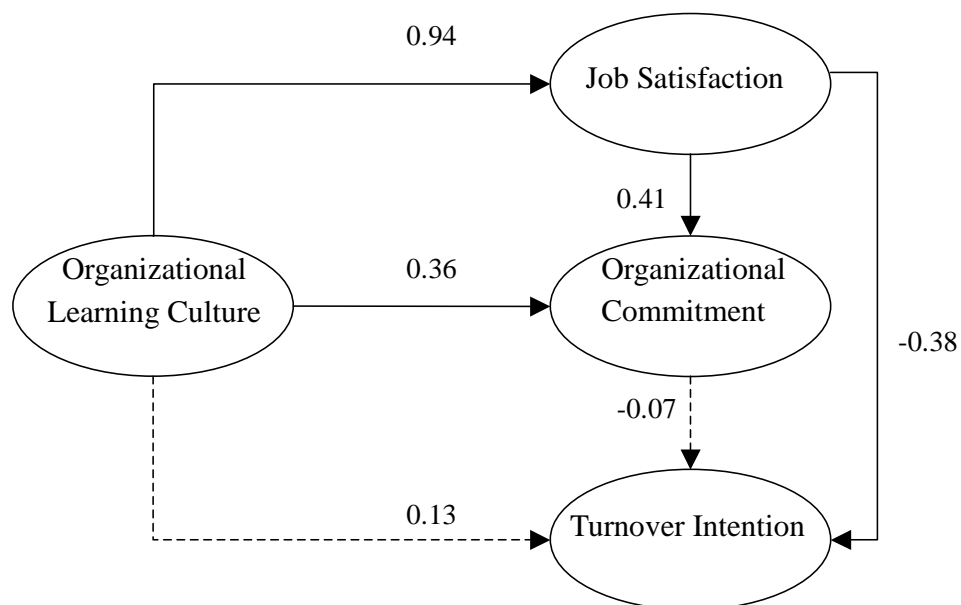 0.94
Job Satisfaction
0.41
Organizational
Learning Culture
0.36
Organizational
Commitment
-0.38
-0.07
0.13
Turnover Intention